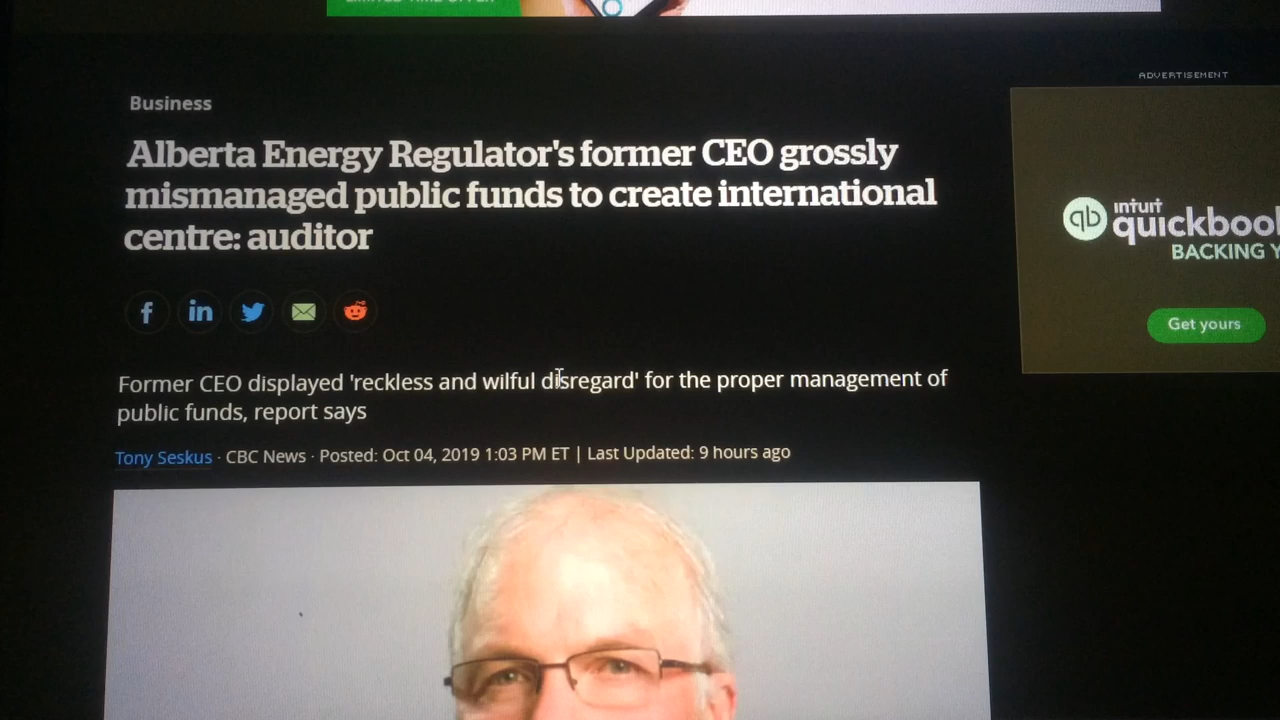 Business
Alberta Energy Regulator's former CEO grossly
mismanaged public funds to create international
centre: auditor
Former CEO displayed 'reckless and wilful disregard' for the proper management of
public funds, report says
Tony Seskus · CBC News · Posted: Oct 04, 2019 1:03 PM ET | Last Updated: 9 hours ago
ADVERTISEMENT
qb
intuit
BACKING
Get yours